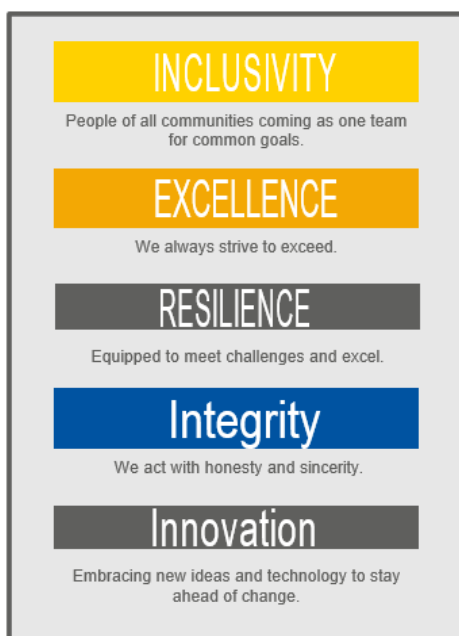 INCLUSIVITY
People of all communities coming as one team
for common goals.
EXCELLENCE
We always strive to exceed.
RESILIENCE
Equipped to meet challenges and excel.
Integrity
We act with honesty and sincerity.
Innovation
Embracing new ideas and technology to stay
ahead of change.